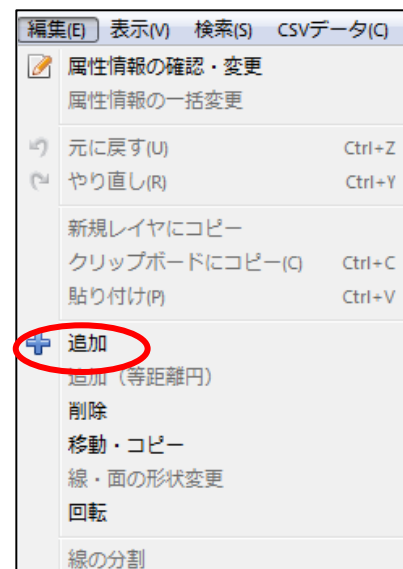 編集(E) 表示(V) 検索(S) CSVデータ(C)
属性情報の確認・変更
属性情報の一括変更
元に戻す(U) Ctrl+Z
やり直し(R) Ctrl+Y
新規レイヤにコピー
クリップボードにコピー(C) Ctrl+C
貼り付け(P) Ctrl+V
追加
追加（等距離円）
削除
移動・コピー
線・面の形状変更
回転
線の分割